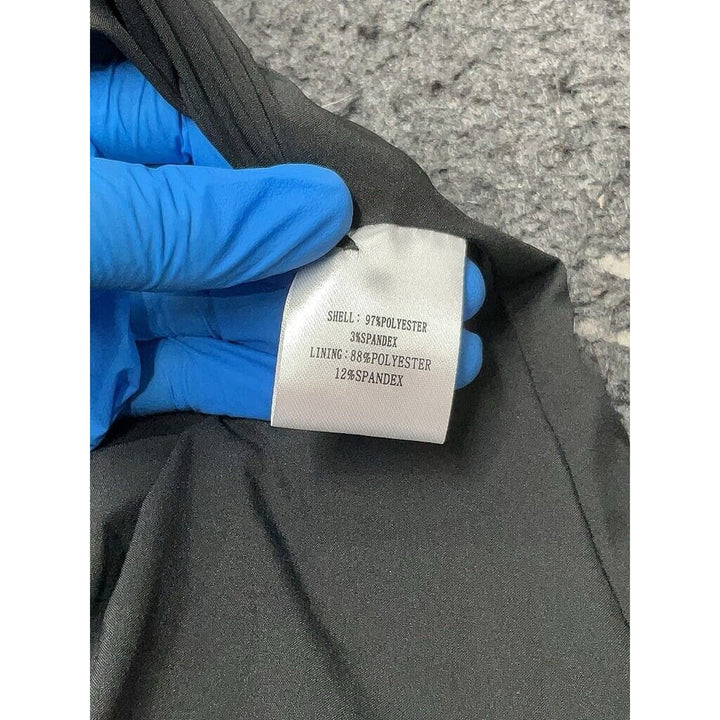 SHELL: 97%POLYESTER
3%SPANDEX
LINING:88%POLYESTER
12%SPANDEX